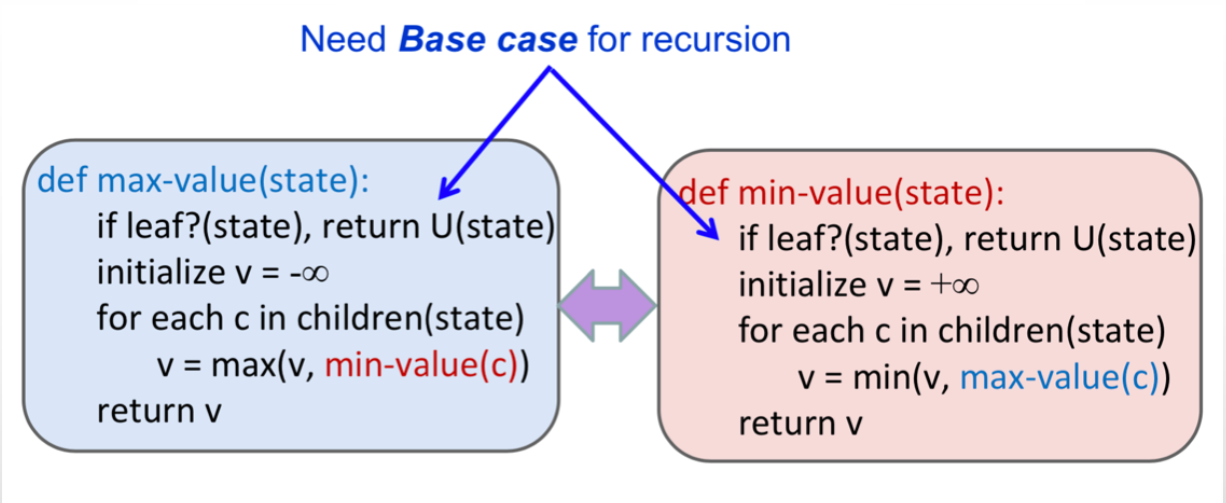 Need Base case for recursion
def max-value(state):
if leaf?(state), return U(state)
initialize v = -∞
for each c in children(state)
v = max(v, min-value(c))
return v
def min-value(state):
if leaf?(state), return U(state)
initialize v = +∞
for each c in children(state)
v = min(v, max-value(c))
return v